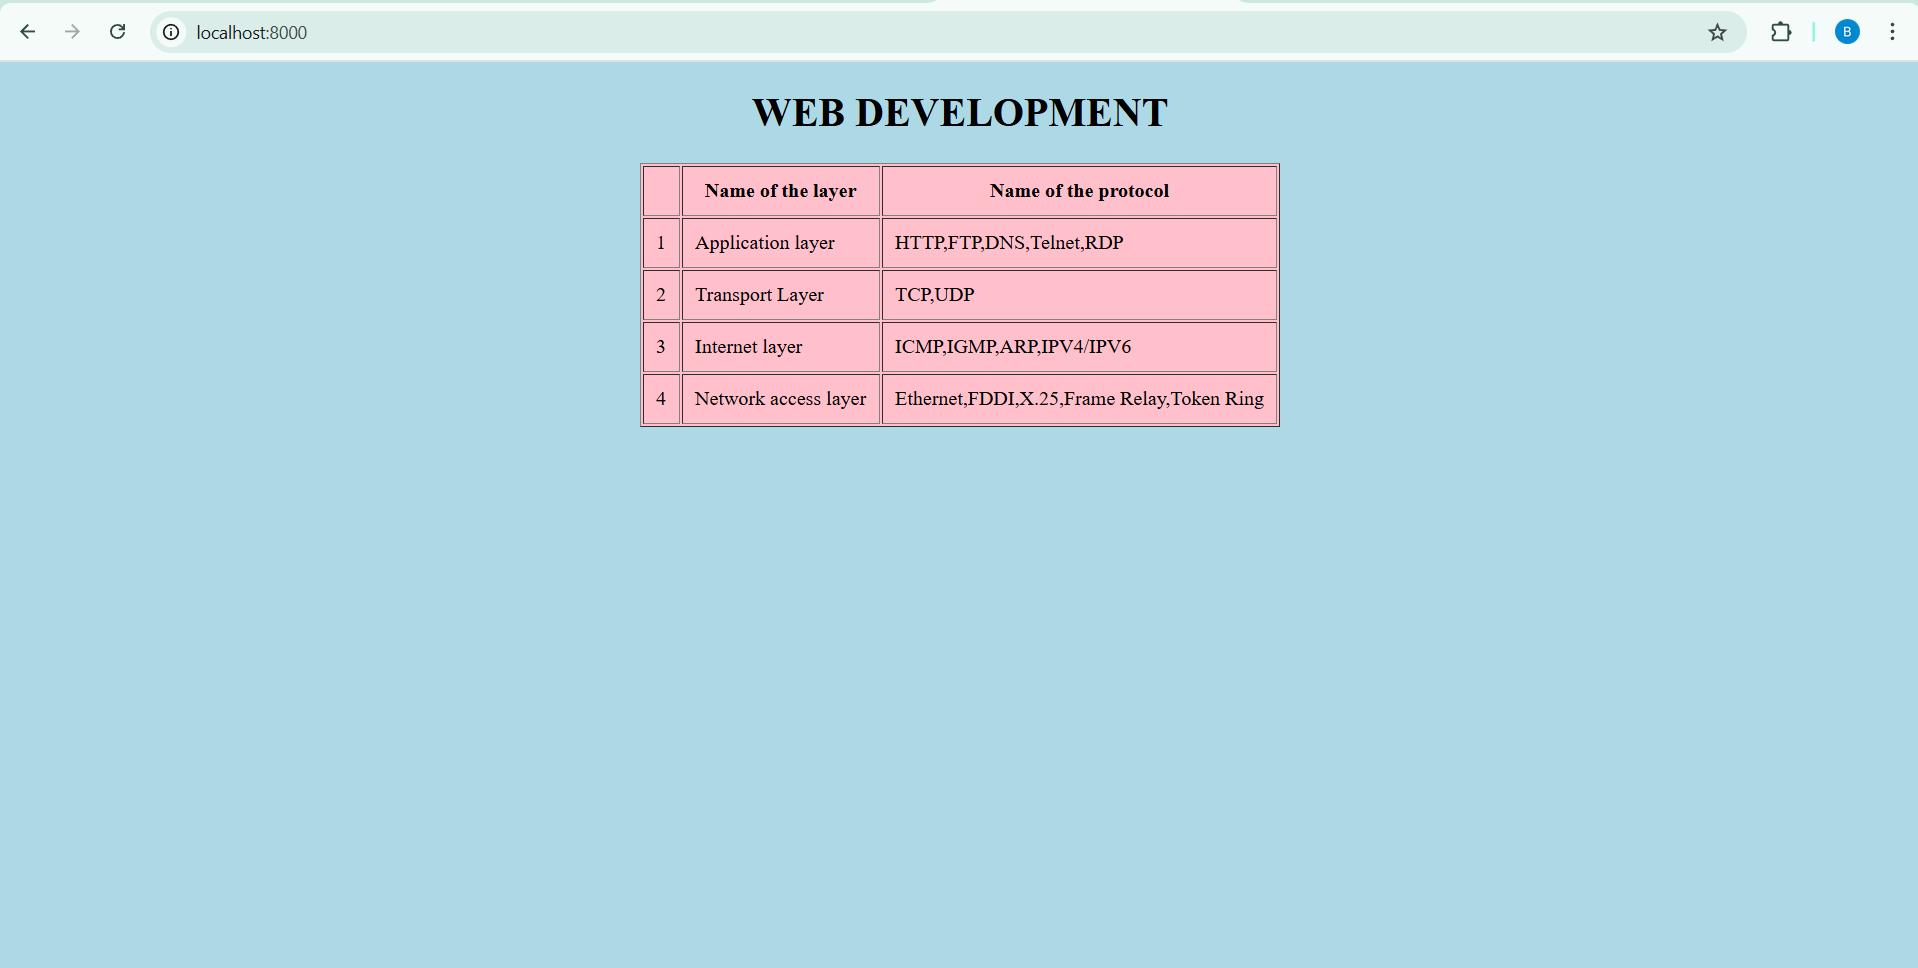 localhost:8000
B
WEB DEVELOPMENT
Name of the layer Name of the protocol
1 Application layer HTTP,FTP,DNS,Telnet,RDP
2 Transport Layer TCP,UDP
3 Internet layer ICMP,IGMP,ARP,IPV4/IPV6
4 Network access layer Ethernet,FDDI,X.25,Frame Relay,Token Ring